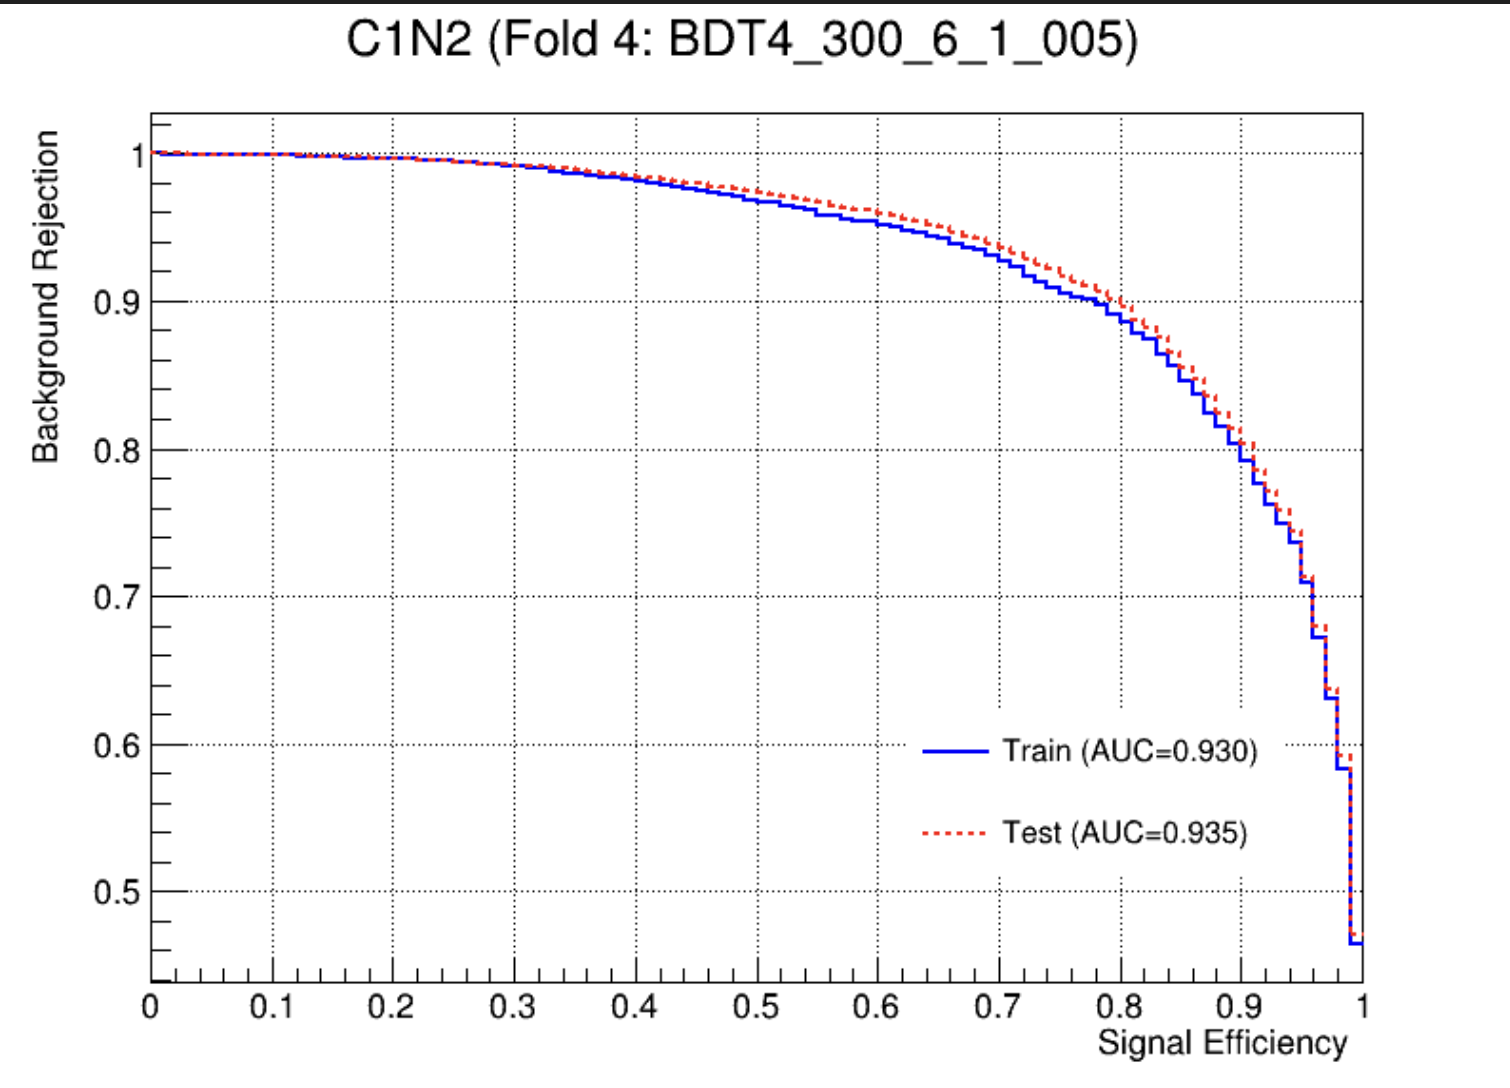 C1N2 (Fold 4: BDT4_300_6_1_005)
Background Rejection
1
0.9
0.8
0.7
0.6
0.5
Train (AUC=0.930)
Test (AUC=0.935)
0 0.1 0.2 0.3 0.4 0.5 0.6 0.7 0.8 0.9 1
Signal Efficiency